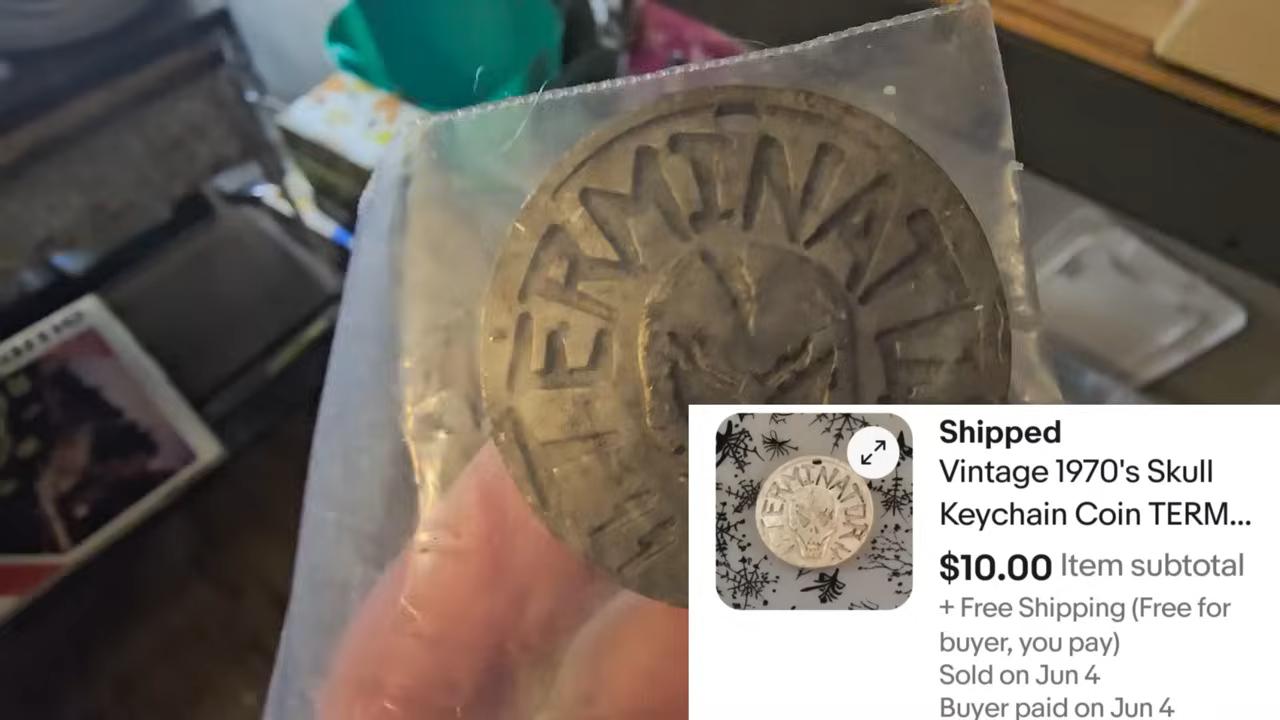 TERMINAT
TERMINATOR
Shipped
Vintage 1970's Skull
Keychain Coin TERM...
$10.00 Item subtotal
+ Free Shipping (Free for
buyer, you pay)
Sold on Jun 4
Buyer paid on Jun 4